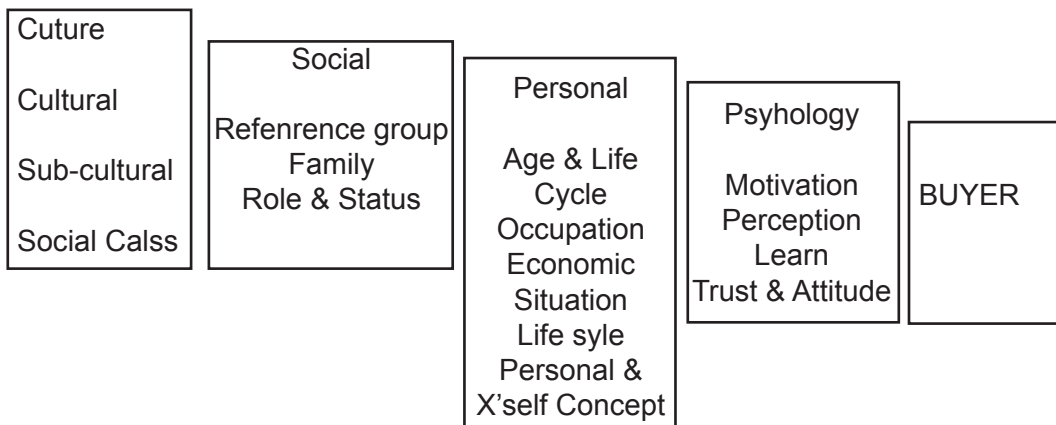 Cuture
Cultural
Sub-cultural
Social Calss
Social
Refenrence group
Family
Role & Status
Personal
Age & Life
Cycle
Occupation
Economic
Situation
Life syle
Personal &
X'self Concept
Psyhology
Motivation
Perception
Learn
Trust & Attitude
BUYER